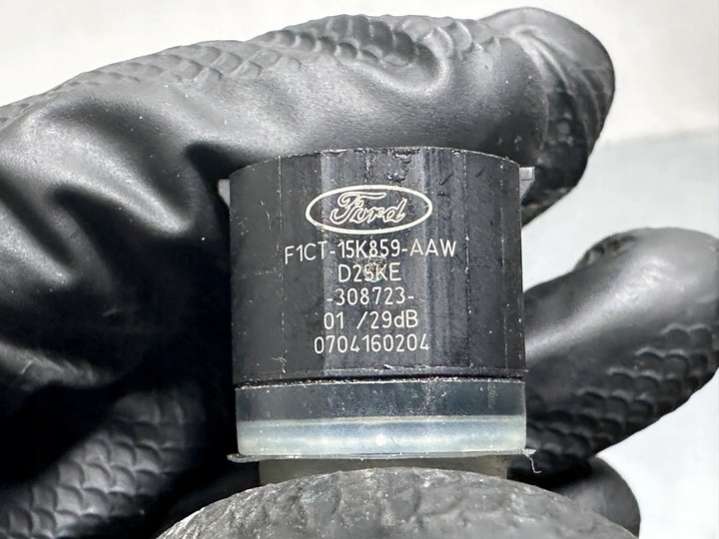 Ford
F1CT-15K859-AAW
D25KE
-308723-
01 /29dB
0704160204